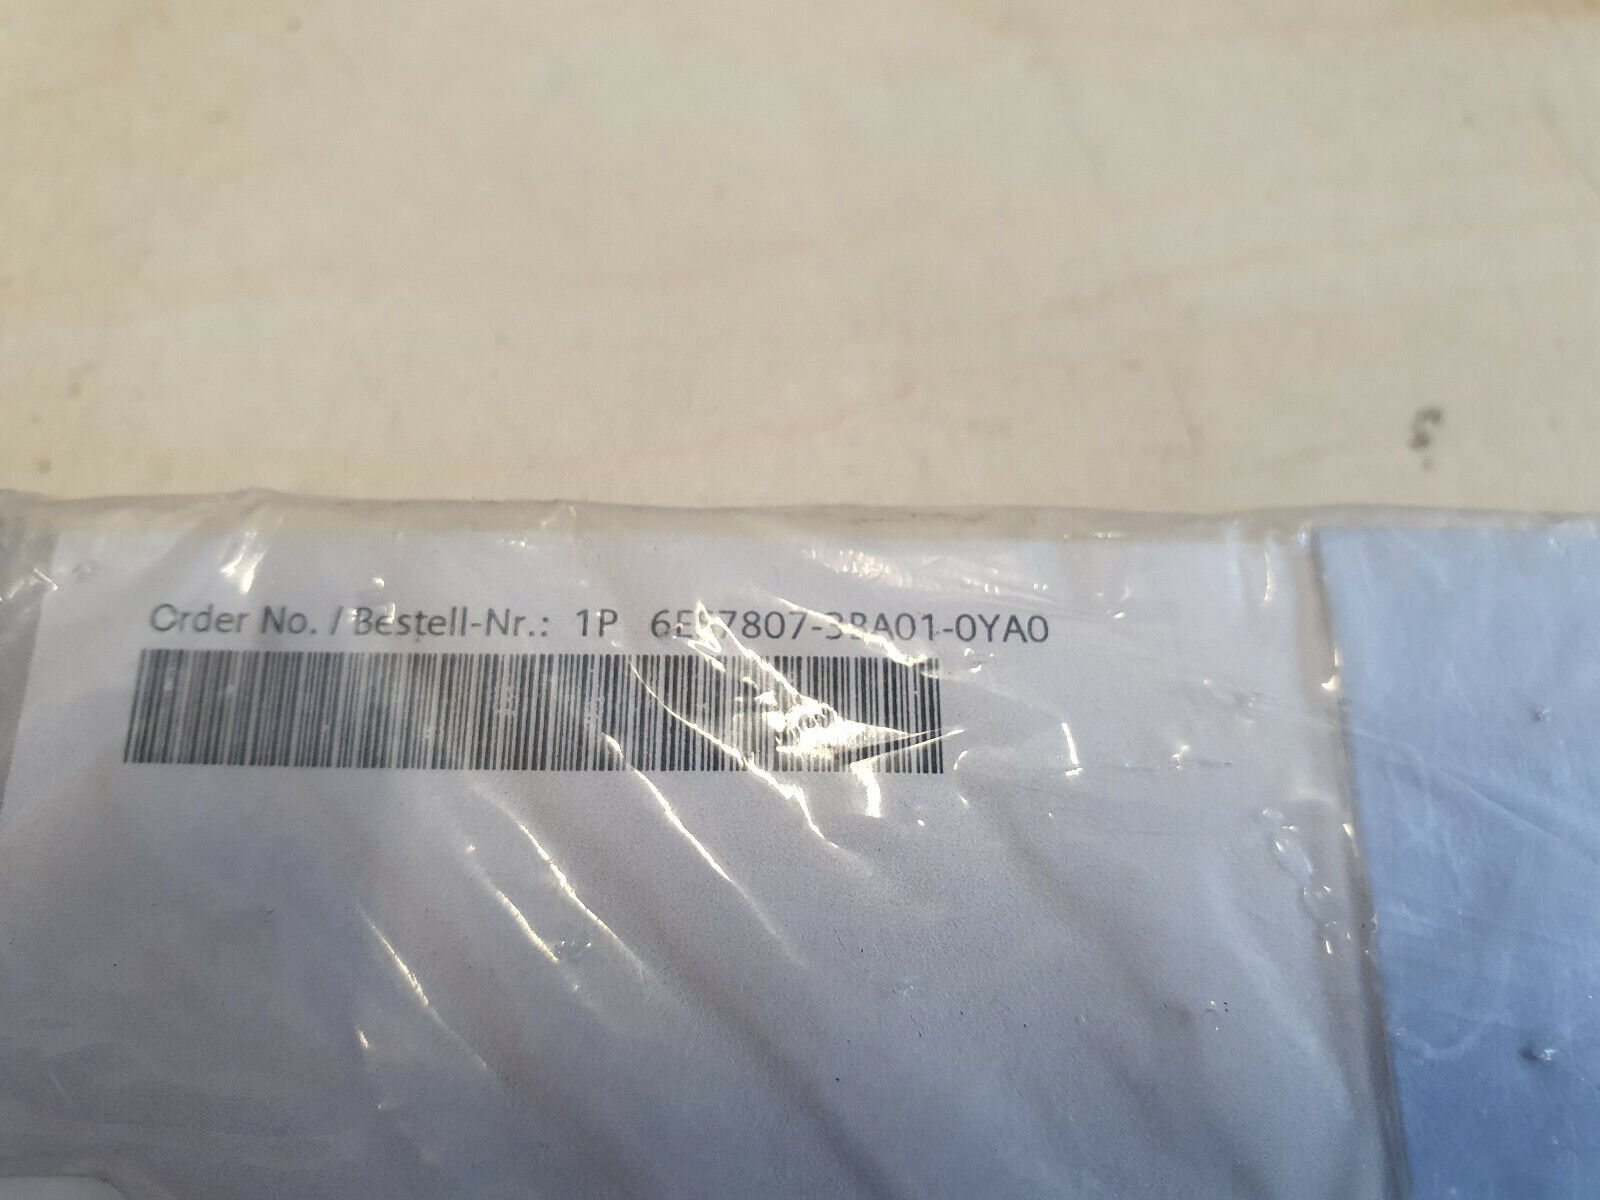 Order No. / Bestell-Nr.: 1P 6ES7807-3BA01-0YA0